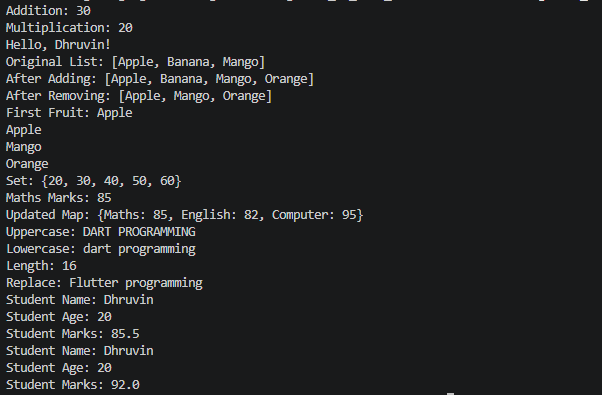 Addition: 30
Multiplication: 20
Hello, Dhruvin!
Original List: [Apple, Banana, Mango]
After Adding: [Apple, Banana, Mango, Orange]
After Removing: [Apple, Mango, Orange]
First Fruit: Apple
Apple
Mango
Orange
Set: {20, 30, 40, 50, 60}
Maths Marks: 85
Updated Map: {Maths: 85, English: 82, Computer: 95}
Uppercase: DART PROGRAMMING
Lowercase: dart programming
Length: 16
Replace: Flutter programming
Student Name: Dhruvin
Student Age: 20
Student Marks: 85.5
Student Name: Dhruvin
Student Age: 20
Student Marks: 92.0